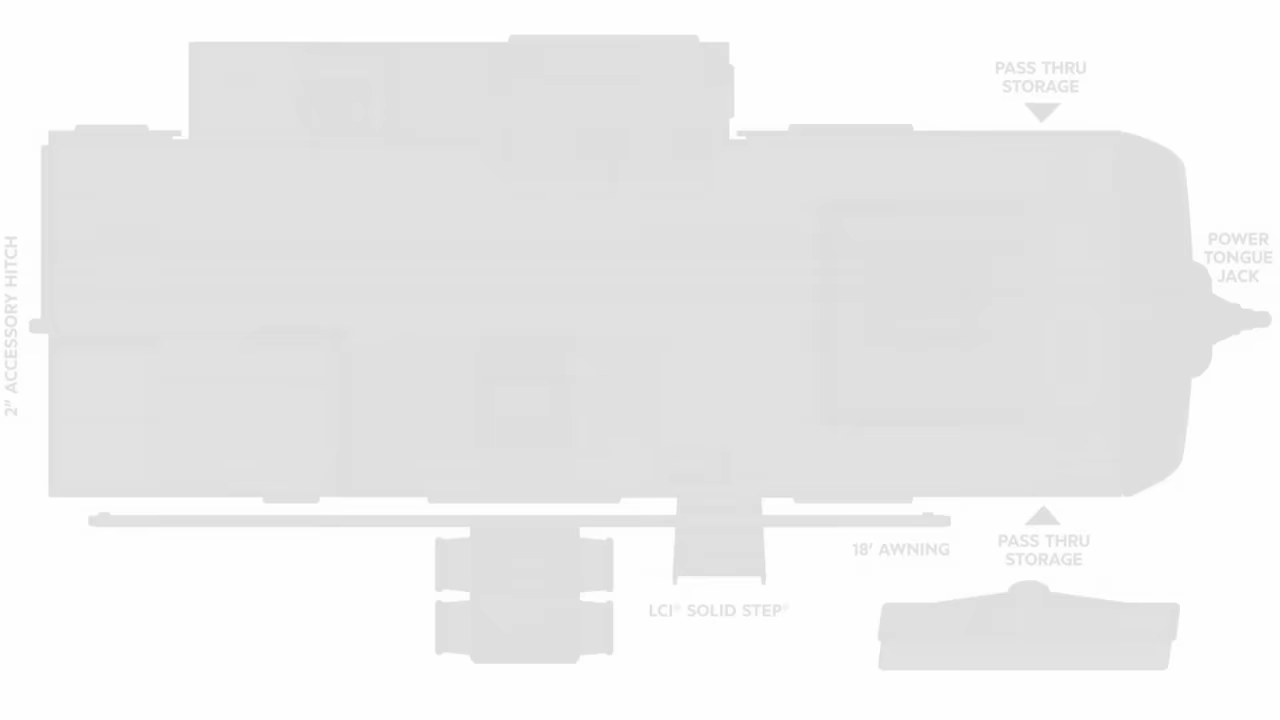 PASS THRU
STORAGE
POWER
TONGUE
JACK
2" ACCESSORY HITCH
18' AWNING
PASS THRU
STORAGE
LCI® SOLID STEP®